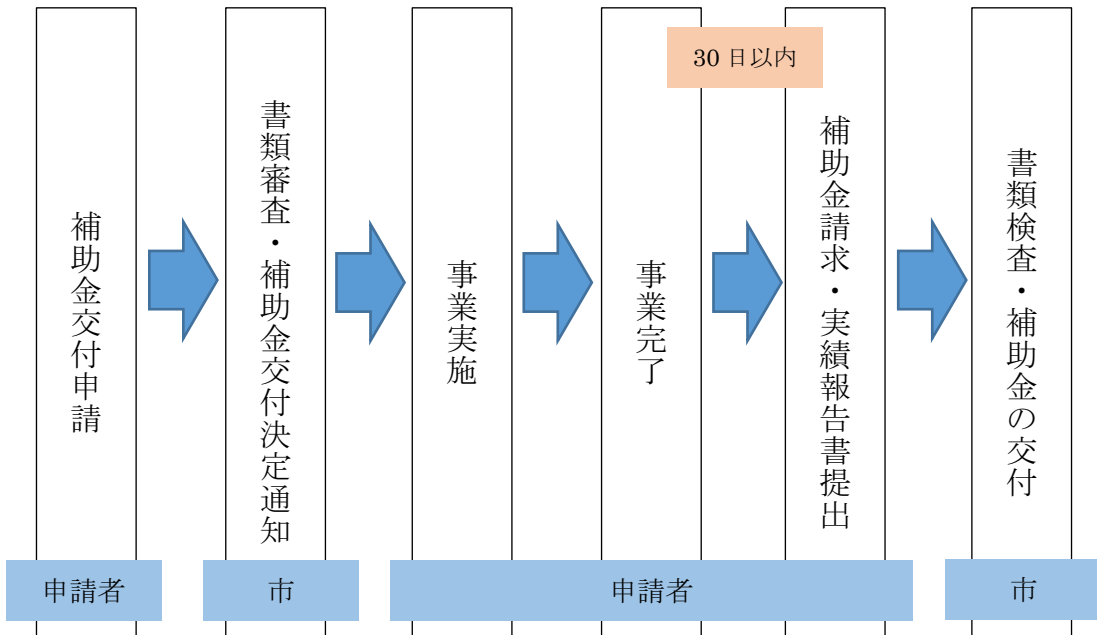 30日以内
補助金交付申請
書類審査・補助金交付決定通知
事業実施
事業完了
補助金請求・実績報告書提出
書類検査・補助金の交付
申請者
市
申請者
市